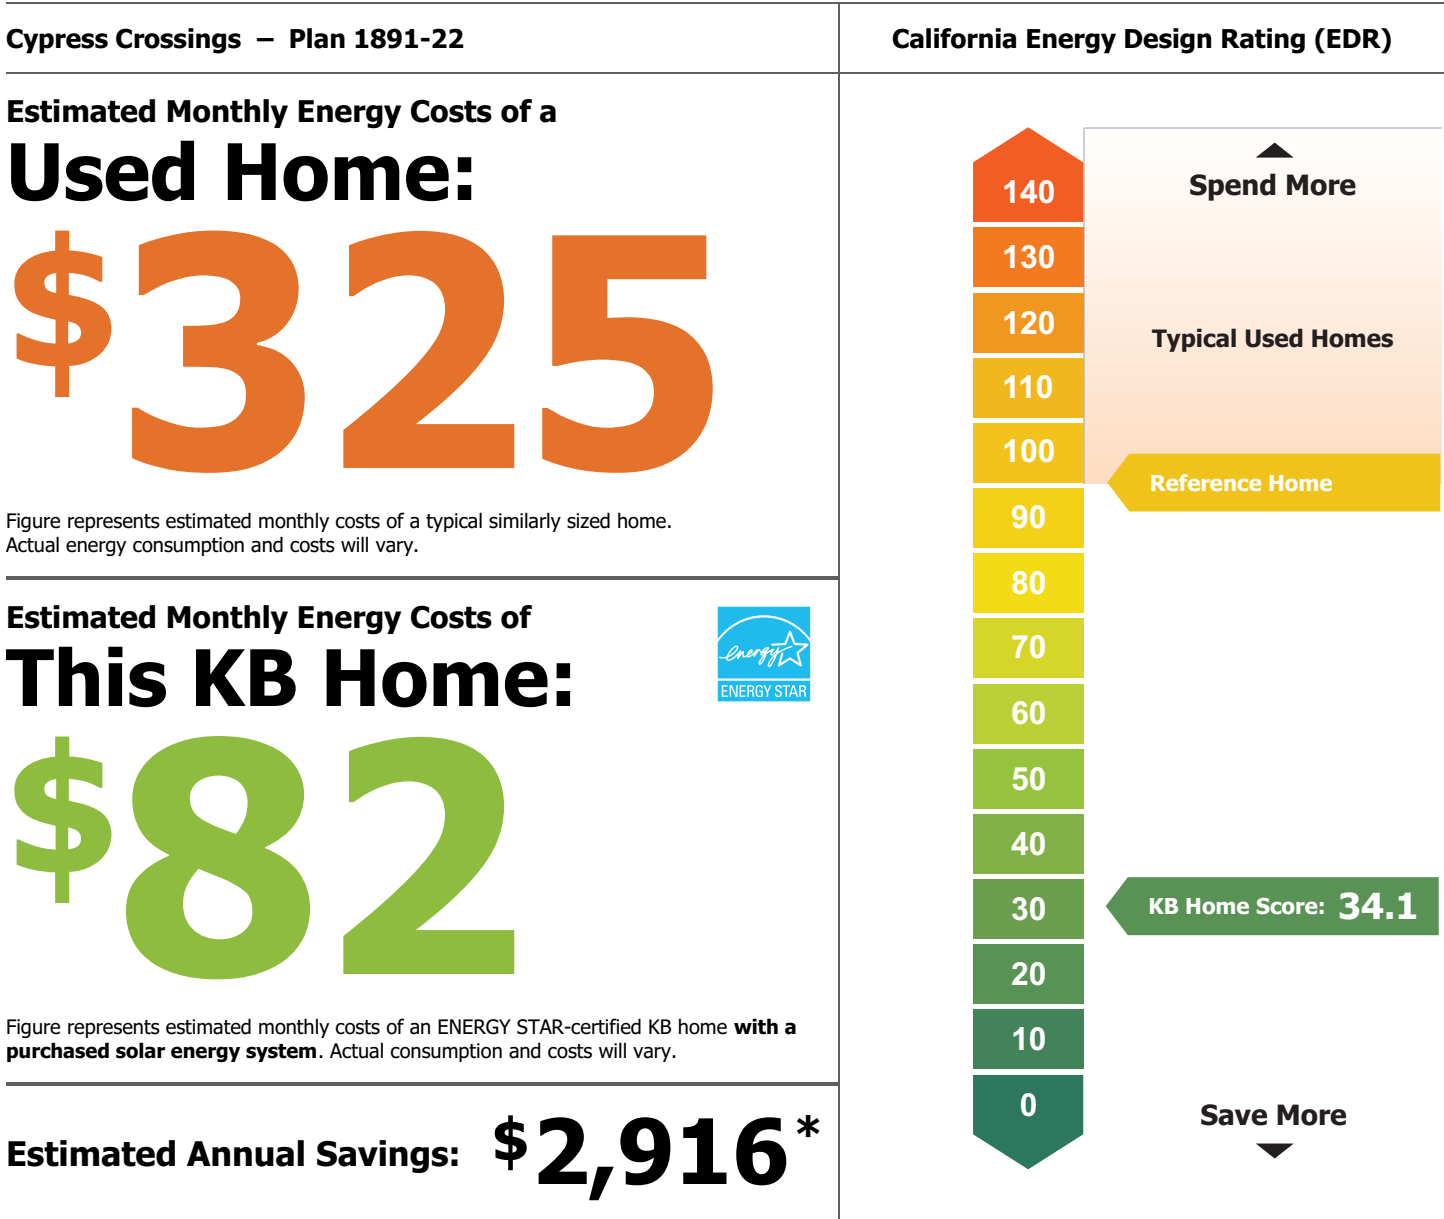 Cypress Crossings – Plan 1891-22
Estimated Monthly Energy Costs of a
Used Home:
$325
Figure represents estimated monthly costs of a typical similarly sized home.
Actual energy consumption and costs will vary.
Estimated Monthly Energy Costs of
This KB Home:
energy
ENERGY STAR
$82
Figure represents estimated monthly costs of an ENERGY STAR-certified KB home with a
purchased solar energy system. Actual consumption and costs will vary.
Estimated Annual Savings: $2,916*
California Energy Design Rating (EDR)
Spend More
140
130
120
Typical Used Homes
110
100
Reference Home
90
80
70
60
50
40
30
KB Home Score: 34.1
20
10
0
Save More